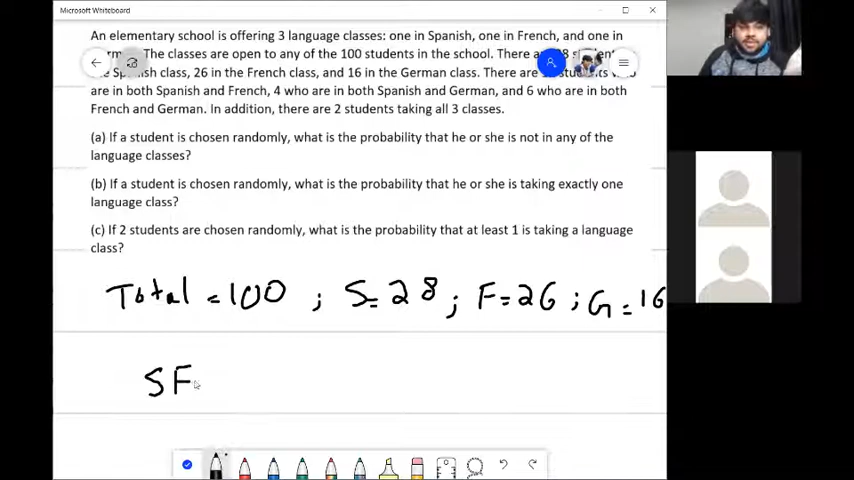 Microsoft Whiteboard
An elementary school is offering 3 language classes: one in Spanish, one in French, and one in
The classes are open to any of the 100 students in the school. There
class, 26 in the French class, and 16 in the German class. There are
are in both Spanish and French, 4 who are in both Spanish and German, and 6 who are in both
French and German. In addition, there are 2 students taking all 3 classes.
(a) If a student is chosen randomly, what is the probability that he or she is not in any of the
language classes?
(b) If a student is chosen randomly, what is the probability that he or she is taking exactly one
language class?
(c) If 2 students are chosen randomly, what is the probability that at least 1 is taking a language
class?
Total = 100 ; S = 28 ; F = 26 ; G = 16
SF